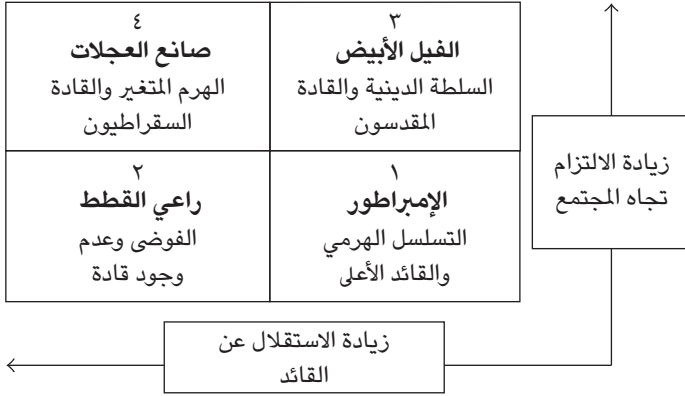 ٣
الفيل الأبيض
السلطة الدينية والقادة
المقدسون
٤
صانع العجلات
الهرم المتغير والقادة
السقراطيون
١
الإمبراطور
التسلسل الهرمي
والقائد الأعلى
٢
راعي القطط
الفوضى وعدم
وجود قادة
زيادة الالتزام
تجاه المجتمع
زيادة الاستقلال عن
القائد